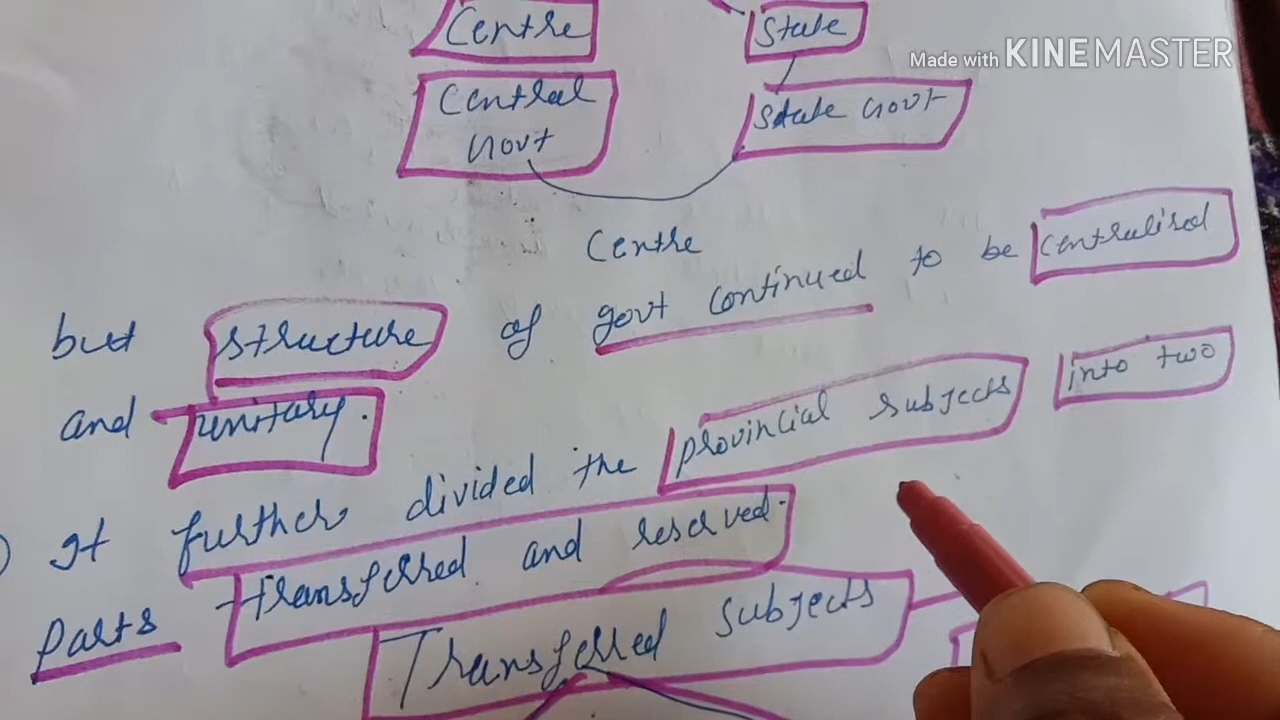 Made with KINEMASTER
Centre State
Central
Govt
State Govt
Centre
but structure of govt continued to be centralised
and unitary.
It further divided the provincial subjects into two
Parts transferred and reserved.
Transferred subjects